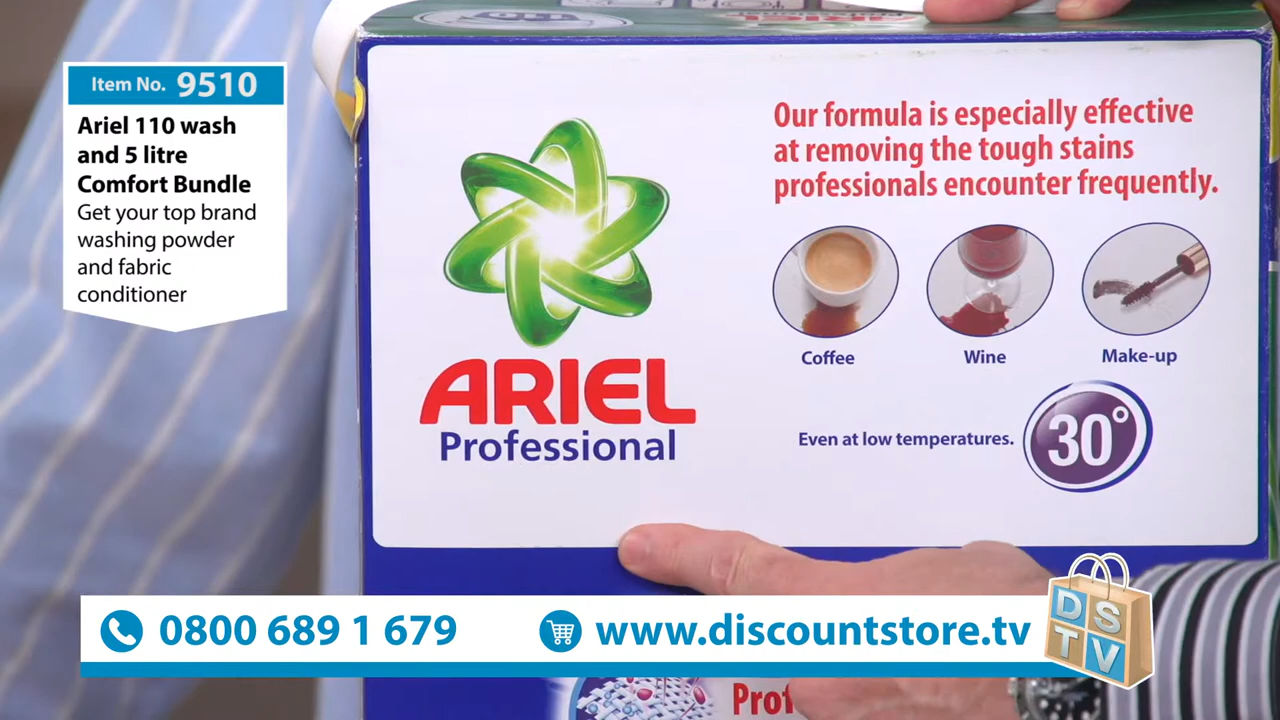 Item No. 9510
Ariel 110 wash
and 5 litre
Comfort Bundle
Get your top brand
washing powder
and fabric
conditioner
Our formula is especially effective
at removing the tough stains
professionals encounter frequently.
Coffee
Wine
Make-up
Even at low temperatures.
30°
ARIEL
Professional
0800 689 1 679
www.discountstore.tv
DS
TV